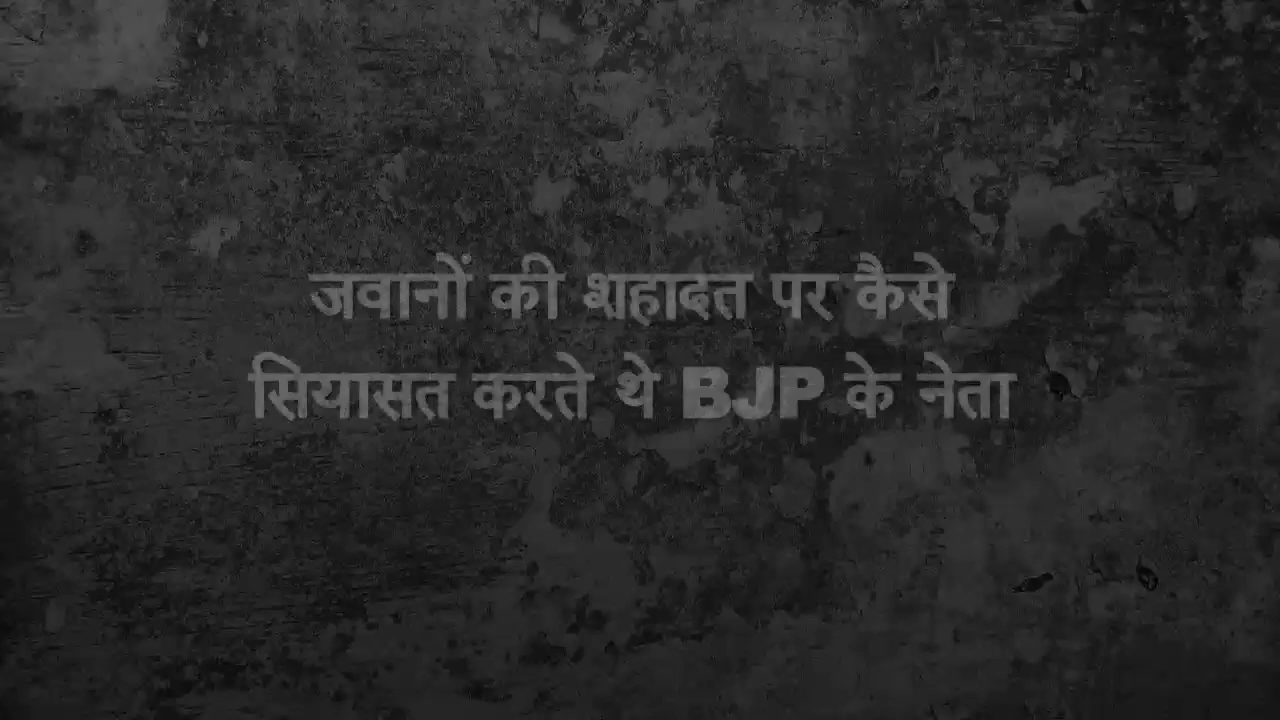 जवानों की शहादत पर कैसे
सियासत करते थे BJP के नेता